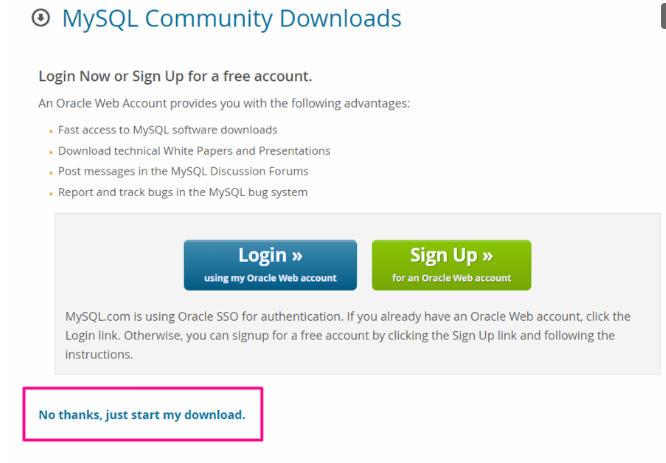 MySQL Community Downloads
Login Now or Sign Up for a free account.
An Oracle Web Account provides you with the following advantages:
Fast access to MySQL software downloads
Download technical White Papers and Presentations
Post messages in the MySQL Discussion Forums
Report and track bugs in the MySQL bug system
Login »
using my Oracle Web account
Sign Up »
for an Oracle Web account
MySQL.com is using Oracle SSO for authentication. If you already have an Oracle Web account, click the
Login link. Otherwise, you can signup for a free account by clicking the Sign Up link and following the
instructions.
No thanks, just start my download.